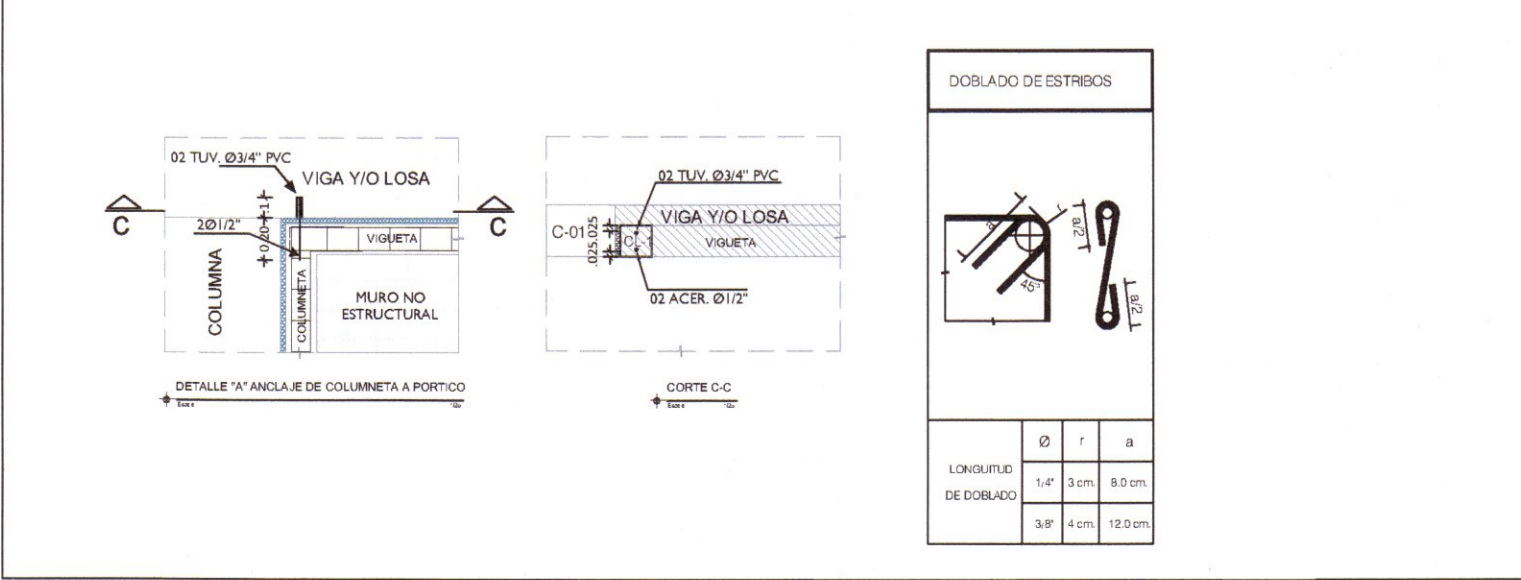 02 TUV. Ø3/4" PVC
VIGA Y/O LOSA
C
C
2Ø1/2"
0.20
.1
VIGUETA
COLUMNA
COLUMNETA
MURO NO
ESTRUCTURAL
DETALLE "A" ANCLAJE DE COLUMNETA A PORTICO
02 TUV. Ø3/4" PVC
VIGA Y/O LOSA
C-01
.025.025
VIGUETA
02 ACER. Ø1/2"
CORTE C-C
DOBLADO DE ESTRIBOS
a
r
a/2
45°
a/2
LONGUITUD
DE DOBLADO
Ø r a
1/4" 3 cm. 8.0 cm.
3/8" 4 cm. 12.0 cm.